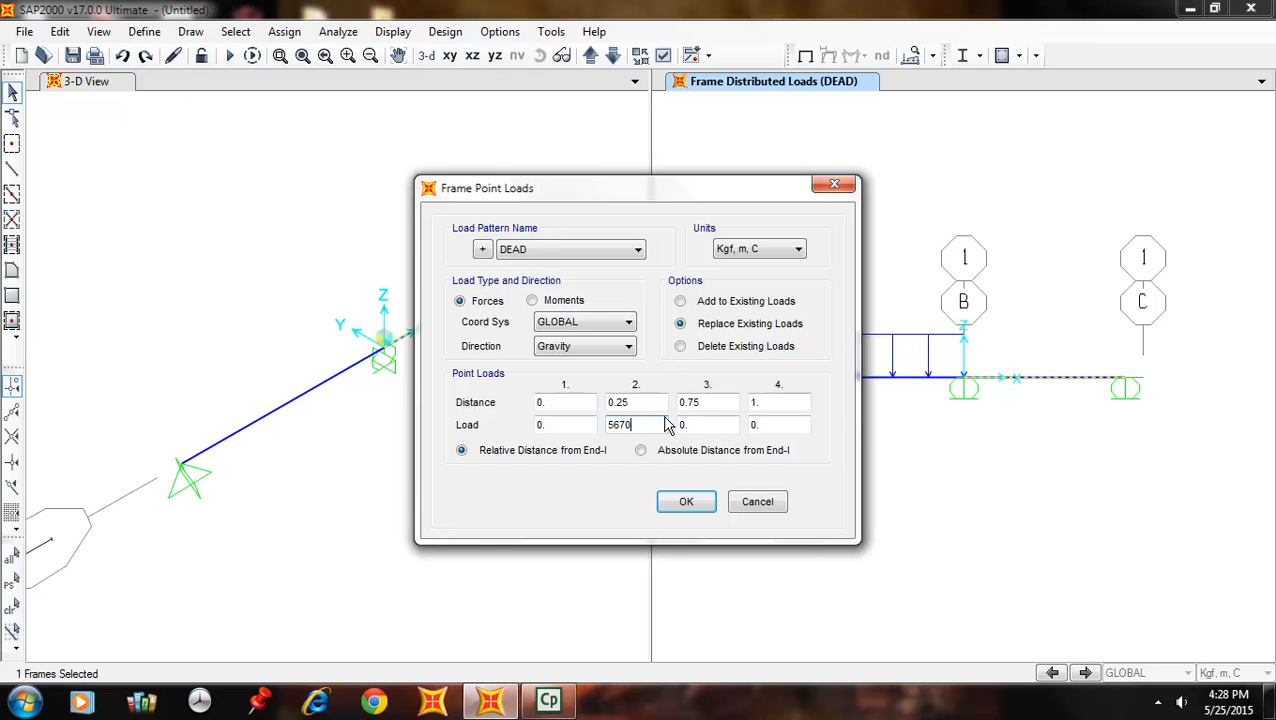 SAP2000 v17.0.0 Ultimate - (Untitled)
File Edit View Define Draw Select Assign Analyze Display Design Options Tools Help
3-d xy xz yz nd
3-D View
Frame Distributed Loads (DEAD)
Frame Point Loads
Load Pattern Name
+ DEAD
Units
Kgf, m, C
Load Type and Direction
Forces Moments
Coord Sys GLOBAL
Direction Gravity
Options
Add to Existing Loads
Replace Existing Loads
Delete Existing Loads
Point Loads
1. 2. 3. 4.
Distance 0. 0.25 0.75 1.
Load 0. 5670 0. 0.
Relative Distance from End-I Absolute Distance from End-I
OK Cancel
Z
Y
1
B
1
C
Z
X
all
PS
clr
1 Frames Selected
GLOBAL
Kgf, m, C
Cp
4:28 PM
5/25/2015